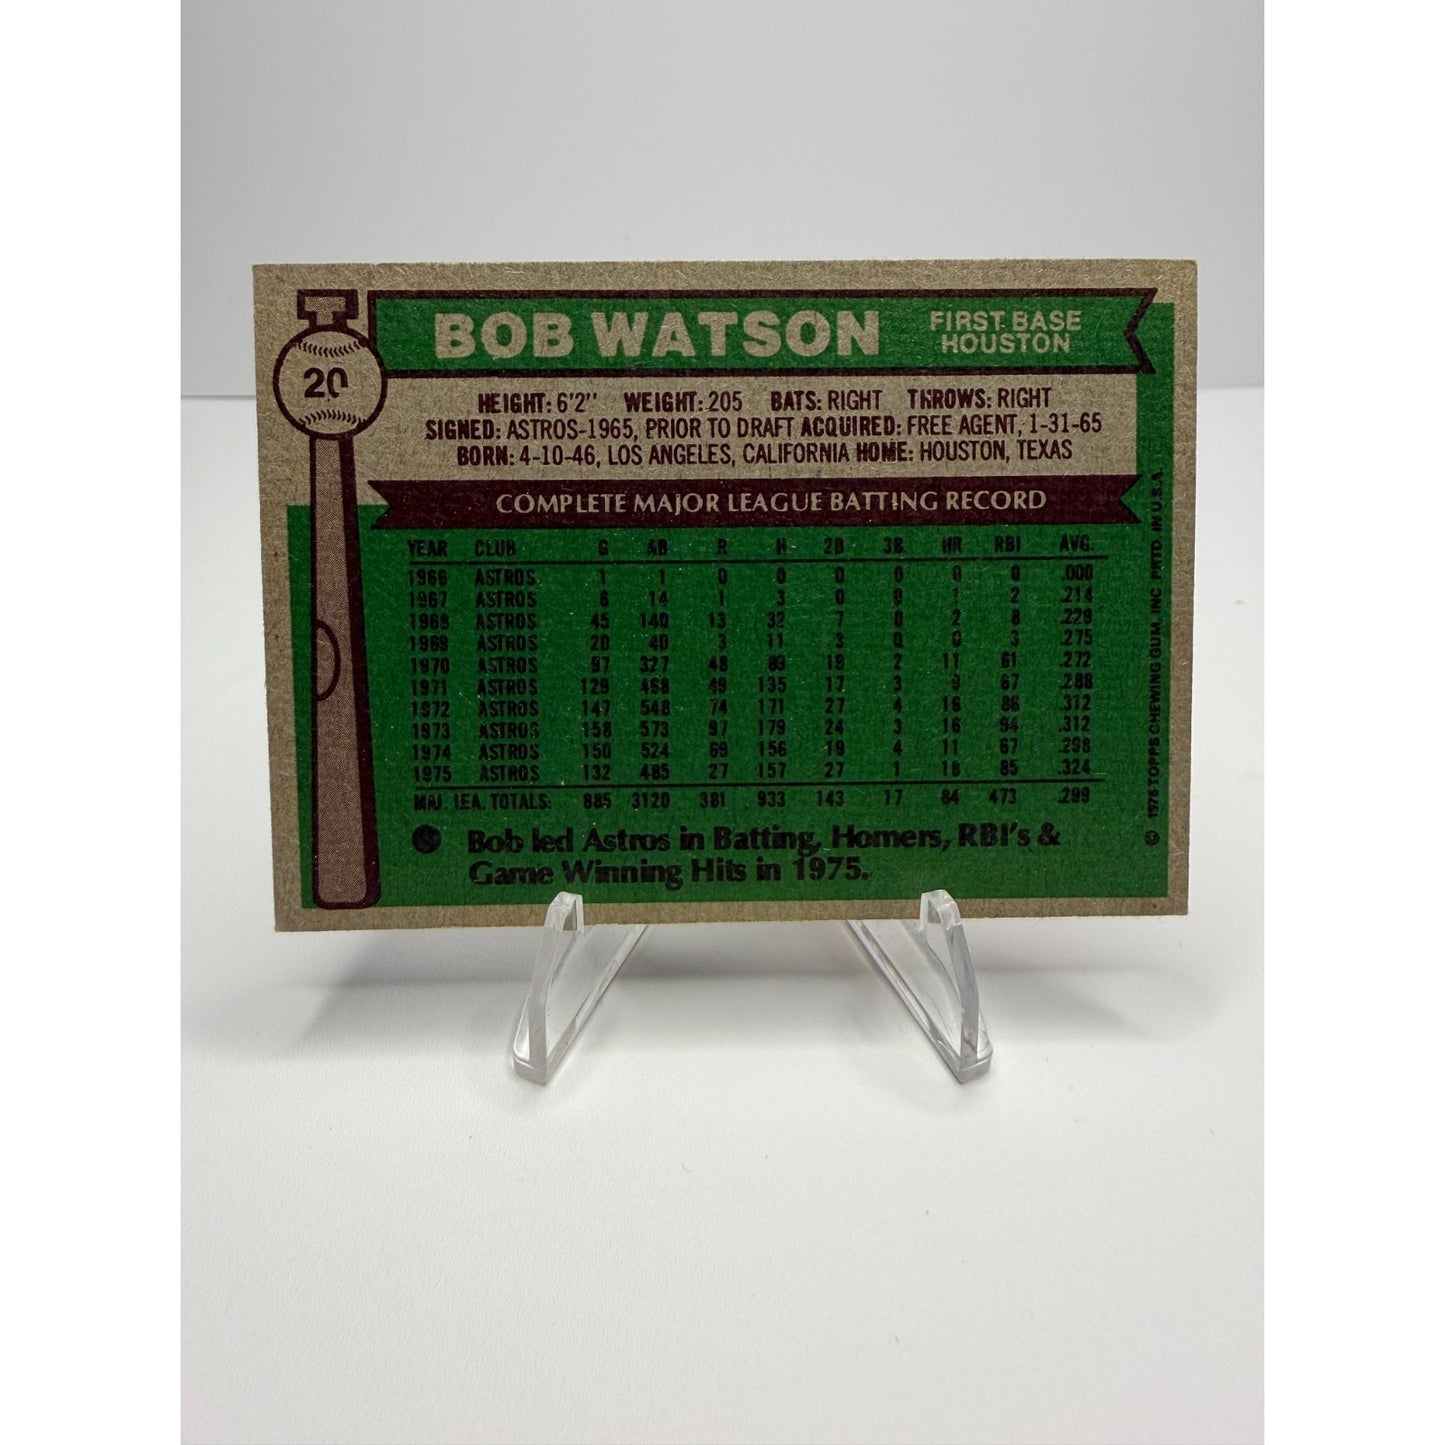 BOB WATSON
FIRST BASE
HOUSTON
20
HEIGHT: 6'2" WEIGHT: 205 BATS: RIGHT THROWS: RIGHT
SIGNED: ASTROS-1965, PRIOR TO DRAFT ACQUIRED: FREE AGENT, 1-31-65
BORN: 4-10-46, LOS ANGELES, CALIFORNIA HOME: HOUSTON, TEXAS
COMPLETE MAJOR LEAGUE BATTING RECORD
YEAR CLUB G AB R H 2B 3B HR RBI AVG.
1966 ASTROS 1 1 0 0 0 0 0 0 .000
1967 ASTROS 6 14 1 3 0 0 1 2 .214
1968 ASTROS 45 140 13 32 7 0 2 8 .229
1969 ASTROS 20 40 3 11 3 0 0 3 .275
1970 ASTROS 97 327 48 89 18 2 11 61 .272
1971 ASTROS 129 468 49 135 17 3 9 67 .288
1972 ASTROS 147 548 74 171 27 4 16 86 .312
1973 ASTROS 158 573 97 179 24 3 16 94 .312
1974 ASTROS 150 524 69 156 19 4 11 67 .298
1975 ASTROS 132 485 27 157 27 1 18 85 .324
MAJ. LEA. TOTALS: 885 3120 381 933 143 17 84 473 .299
Bob led Astros in Batting, Homers, RBI's &
Game Winning Hits in 1975.
© 1976 TOPPS CHEWING GUM, INC. PRTD. IN U.S.A.